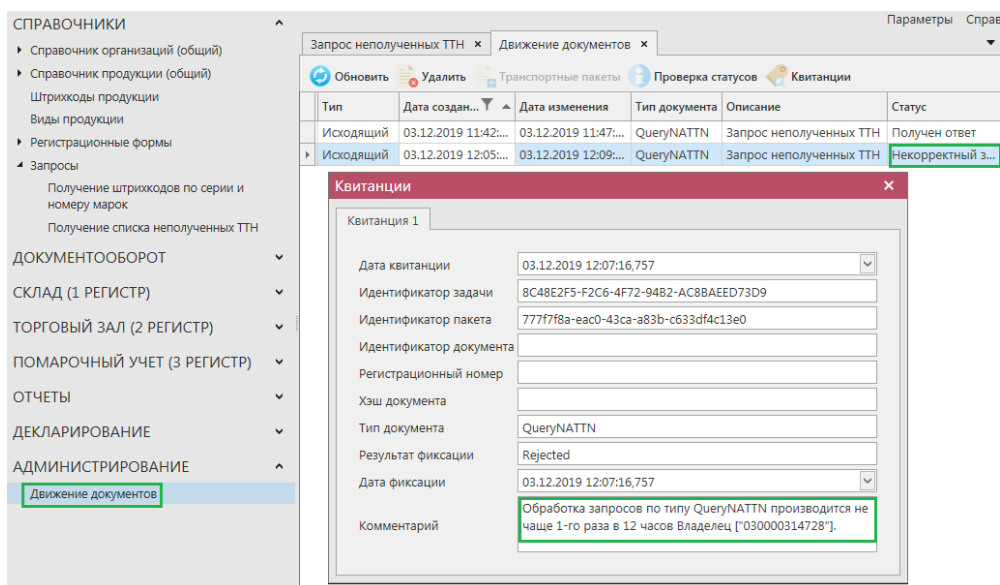 Параметры Справ
СПРАВОЧНИКИ
Справочник организаций (общий)
Справочник продукции (общий)
Штрихкоды продукции
Виды продукции
Регистрационные формы
Запросы
Получение штрихкодов по серии и
номеру марок
Получение списка неполученных ТТН
ДОКУМЕНТООБОРОТ
СКЛАД (1 РЕГИСТР)
ТОРГОВЫЙ ЗАЛ (2 РЕГИСТР)
ПОМАРОЧНЫЙ УЧЕТ (3 РЕГИСТР)
ОТЧЕТЫ
ДЕКЛАРИРОВАНИЕ
АДМИНИСТРИРОВАНИЕ
Движение документов
Запрос неполученных ТТН × Движение документов ×
Обновить Удалить Транспортные пакеты Проверка статусов Квитанции
Тип Дата создан... Дата изменения Тип документа Описание Статус
Исходящий 03.12.2019 11:42:... 03.12.2019 11:47:... QueryNATTN Запрос неполученных ТТН Получен ответ
Исходящий 03.12.2019 12:05:... 03.12.2019 12:09:... QueryNATTN Запрос неполученных ТТН Некорректный з...
Квитанции ×
Квитанция 1
Дата квитанции 03.12.2019 12:07:16,757
Идентификатор задачи 8C48E2F5-F2C6-4F72-94B2-AC8BAEED73D9
Идентификатор пакета 777f7f8a-eac0-43ca-a83b-c633df4c13e0
Идентификатор документа
Регистрационный номер
Хэш документа
Тип документа QueryNATTN
Результат фиксации Rejected
Дата фиксации 03.12.2019 12:07:16,757
Комментарий
Обработка запросов по типу QueryNATTN производится не
чаще 1-го раза в 12 часов Владелец ["030000314728"].